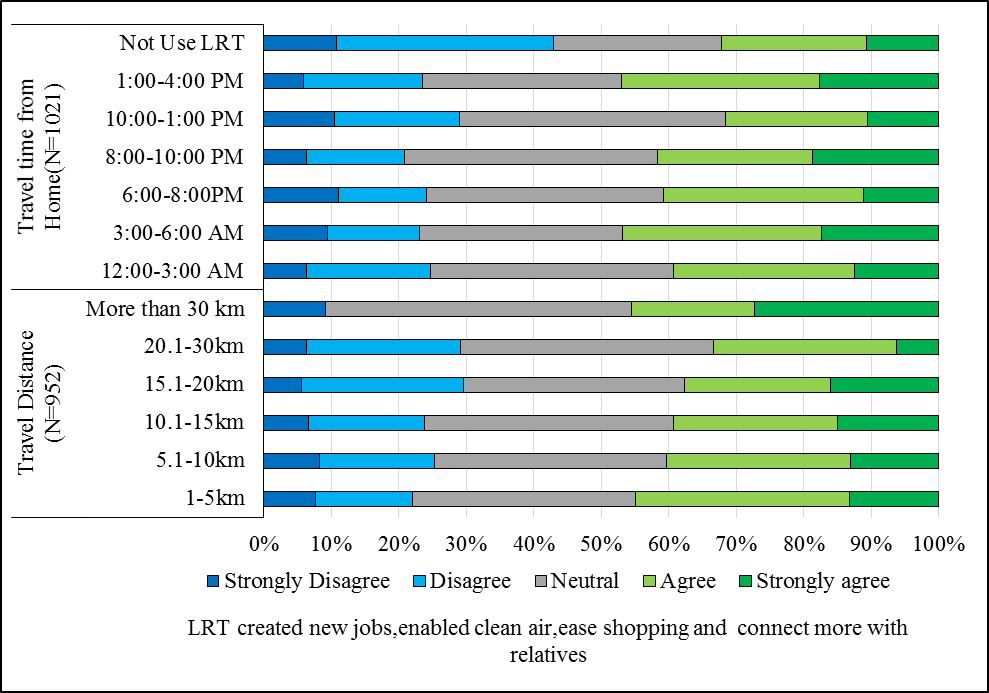 Travel time from
Home(N=1021)
Not Use LRT
1:00-4:00 PM
10:00-1:00 PM
8:00-10:00 PM
6:00-8:00PM
3:00-6:00 AM
12:00-3:00 AM
Travel Distance
(N=952)
More than 30 km
20.1-30km
15.1-20km
10.1-15km
5.1-10km
1-5km
0% 10% 20% 30% 40% 50% 60% 70% 80% 90% 100%
Strongly Disagree Disagree Neutral Agree Strongly agree
LRT created new jobs,enabled clean air,ease shopping and connect more with
relatives